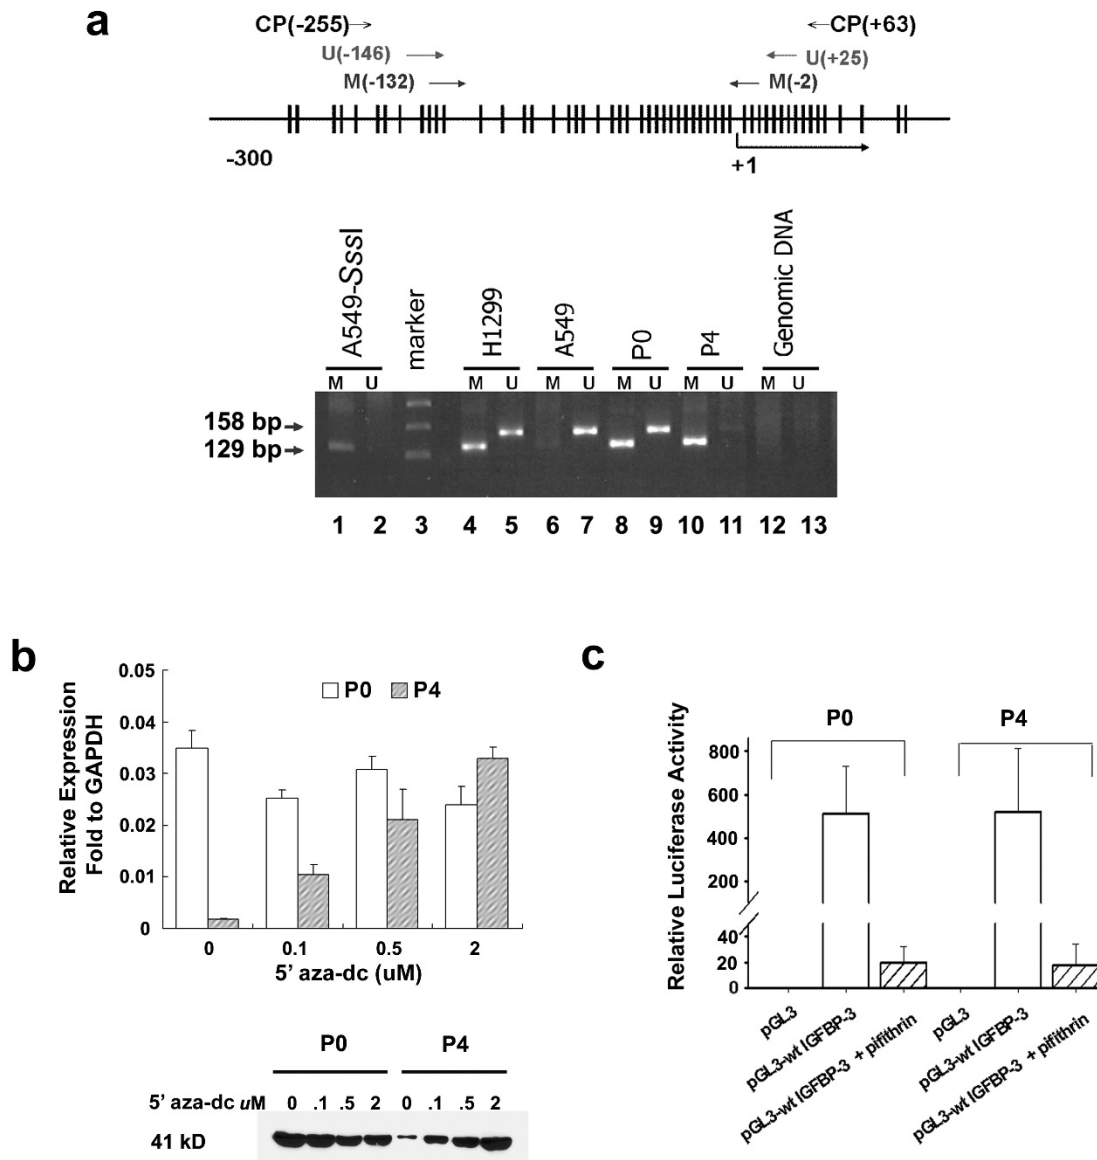 a
CP(-255)
CP(+63)
U(-146)
U(+25)
M(-132)
M(-2)
-300
+1
A549-SssI
marker
H1299
A549
P0
P4
Genomic DNA
M U M U M U M U M U M U
158 bp
129 bp
1 2 3 4 5 6 7 8 9 10 11 12 13
b
0.05
0.04
0.03
0.02
0.01
0
Relative Expression
Fold to GAPDH
P0 P4
0 0.1 0.5 2
5' aza-dc (uM)
P0 P4
5' aza-dc uM 0 .1 .5 2 0 .1 .5 2
41 kD
c
P0 P4
Relative Luciferase Activity
800
600
400
200
40
20
0
pGL3
pGL3-wt IGFBP-3
pGL3-wt IGFBP-3 + pifithrin
pGL3
pGL3-wt IGFBP-3
pGL3-wt IGFBP-3 + pifithrin